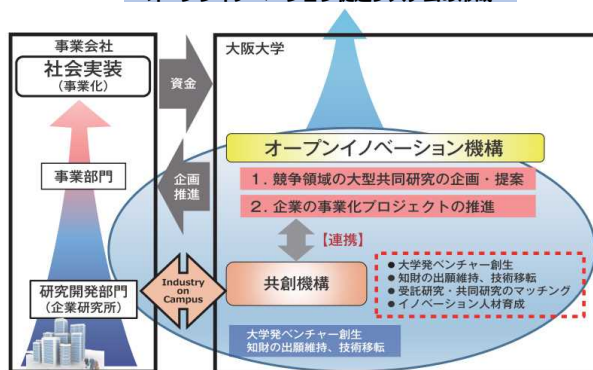 事業会社
社会実装
(事業化)
事業部門
研究開発部門
(企業研究所)
資金
企画
推進
Industry
on
Campus
大阪大学
オープンイノベーション機構
1. 競争領域の大型共同研究の企画・提案
2. 企業の事業化プロジェクトの推進
【連携】
共創機構
● 大学発ベンチャー創生
● 知財の出願維持、技術移転
● 受託研究・共同研究のマッチング
● イノベーション人材育成
大学発ベンチャー創生
知財の出願維持、技術移転